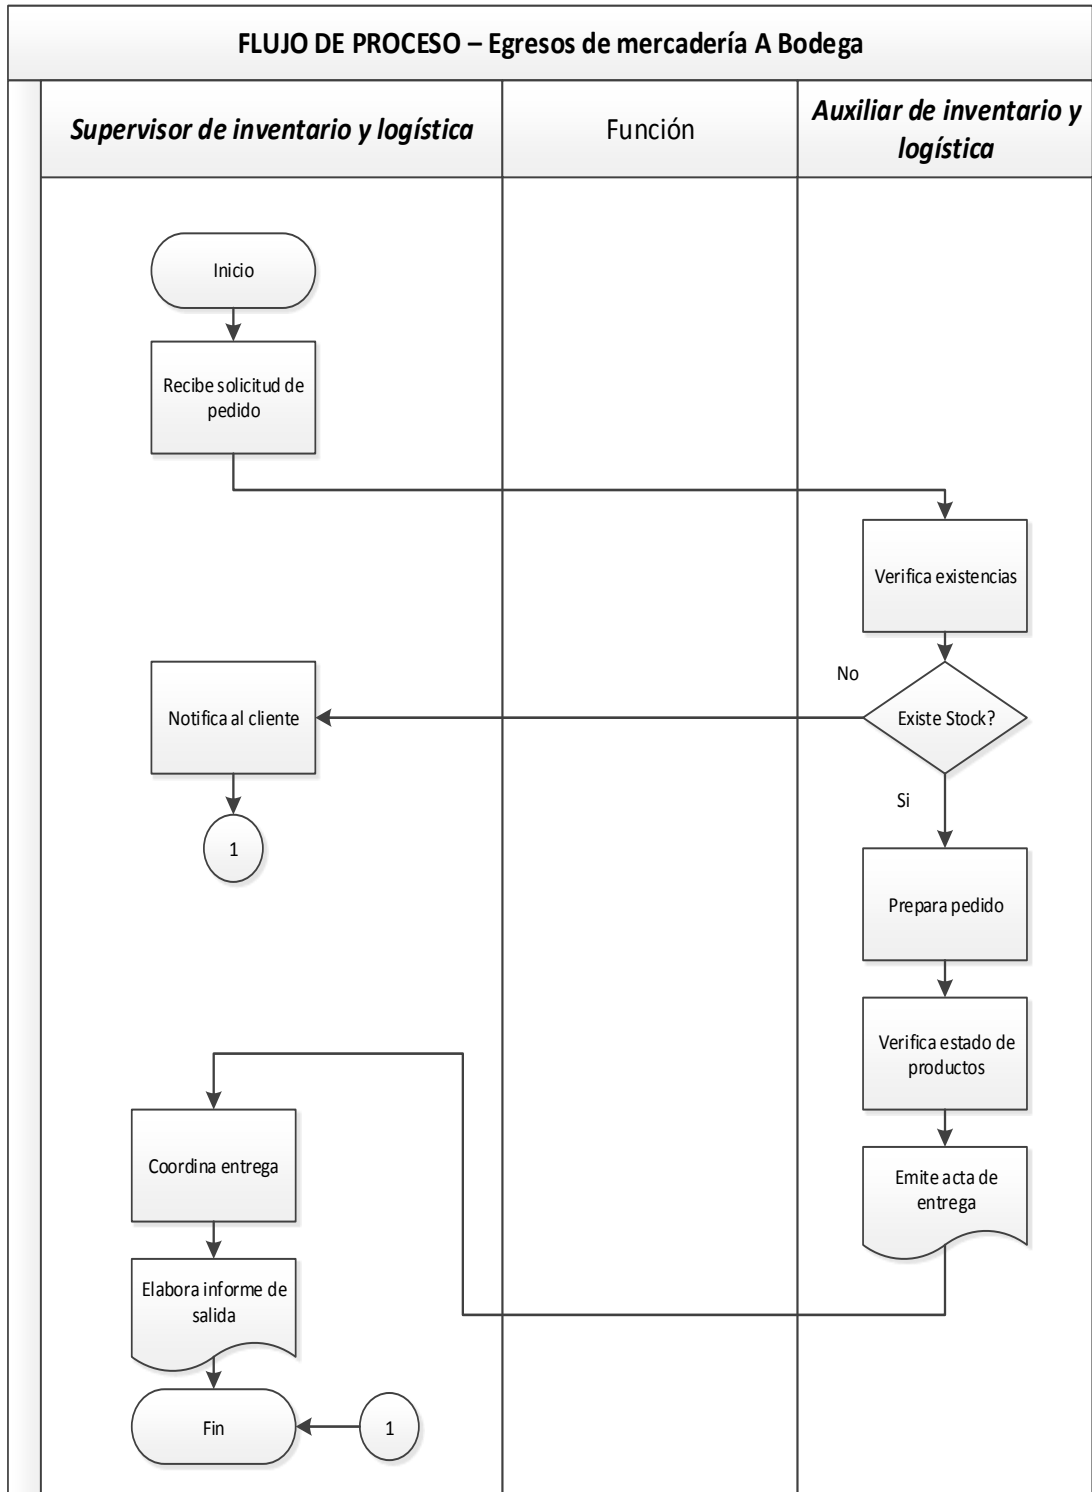 FLUJO DE PROCESO – Egresos de mercadería A Bodega
Supervisor de inventario y logística
Función
Auxiliar de inventario y
logística
Inicio
Recibe solicitud de
pedido
Verifica existencias
No
Notifica al cliente
Existe Stock?
Si
1
Prepara pedido
Verifica estado de
productos
Coordina entrega
Emite acta de
entrega
Elabora informe de
salida
Fin
1